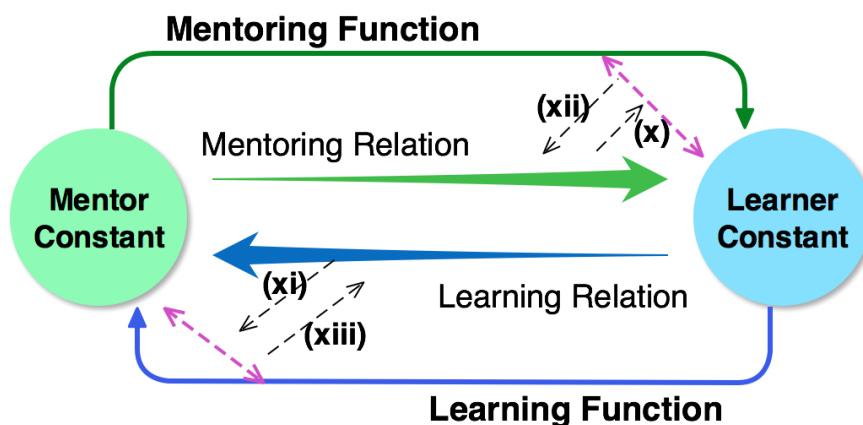 Mentoring Function
(xii)
(x)
Mentoring Relation
Mentor
Constant
Learner
Constant
(xi)
Learning Relation
(xiii)
Learning Function